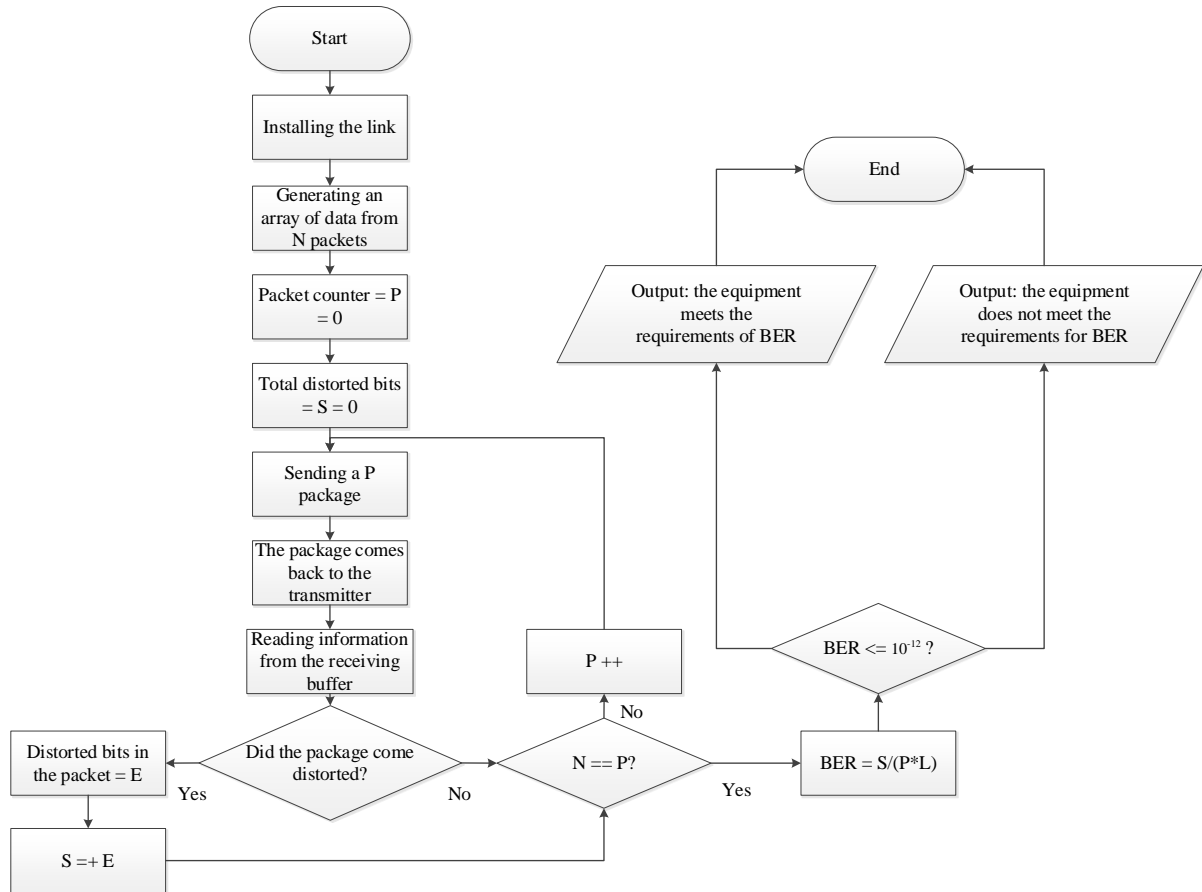 Start
Installing the link
Generating an
array of data from
N packets
Packet counter = P
= 0
Total distorted bits
= S = 0
Sending a P
package
The package comes
back to the
transmitter
Reading information
from the receiving
buffer
Did the package come
distorted?
Yes
No
Distorted bits in
the packet = E
S =+ E
N == P?
No
Yes
P ++
BER = S/(P*L)
BER <= 10⁻¹² ?
Output: the equipment
meets the
requirements of BER
Output: the equipment
does not meet the
requirements for BER
End